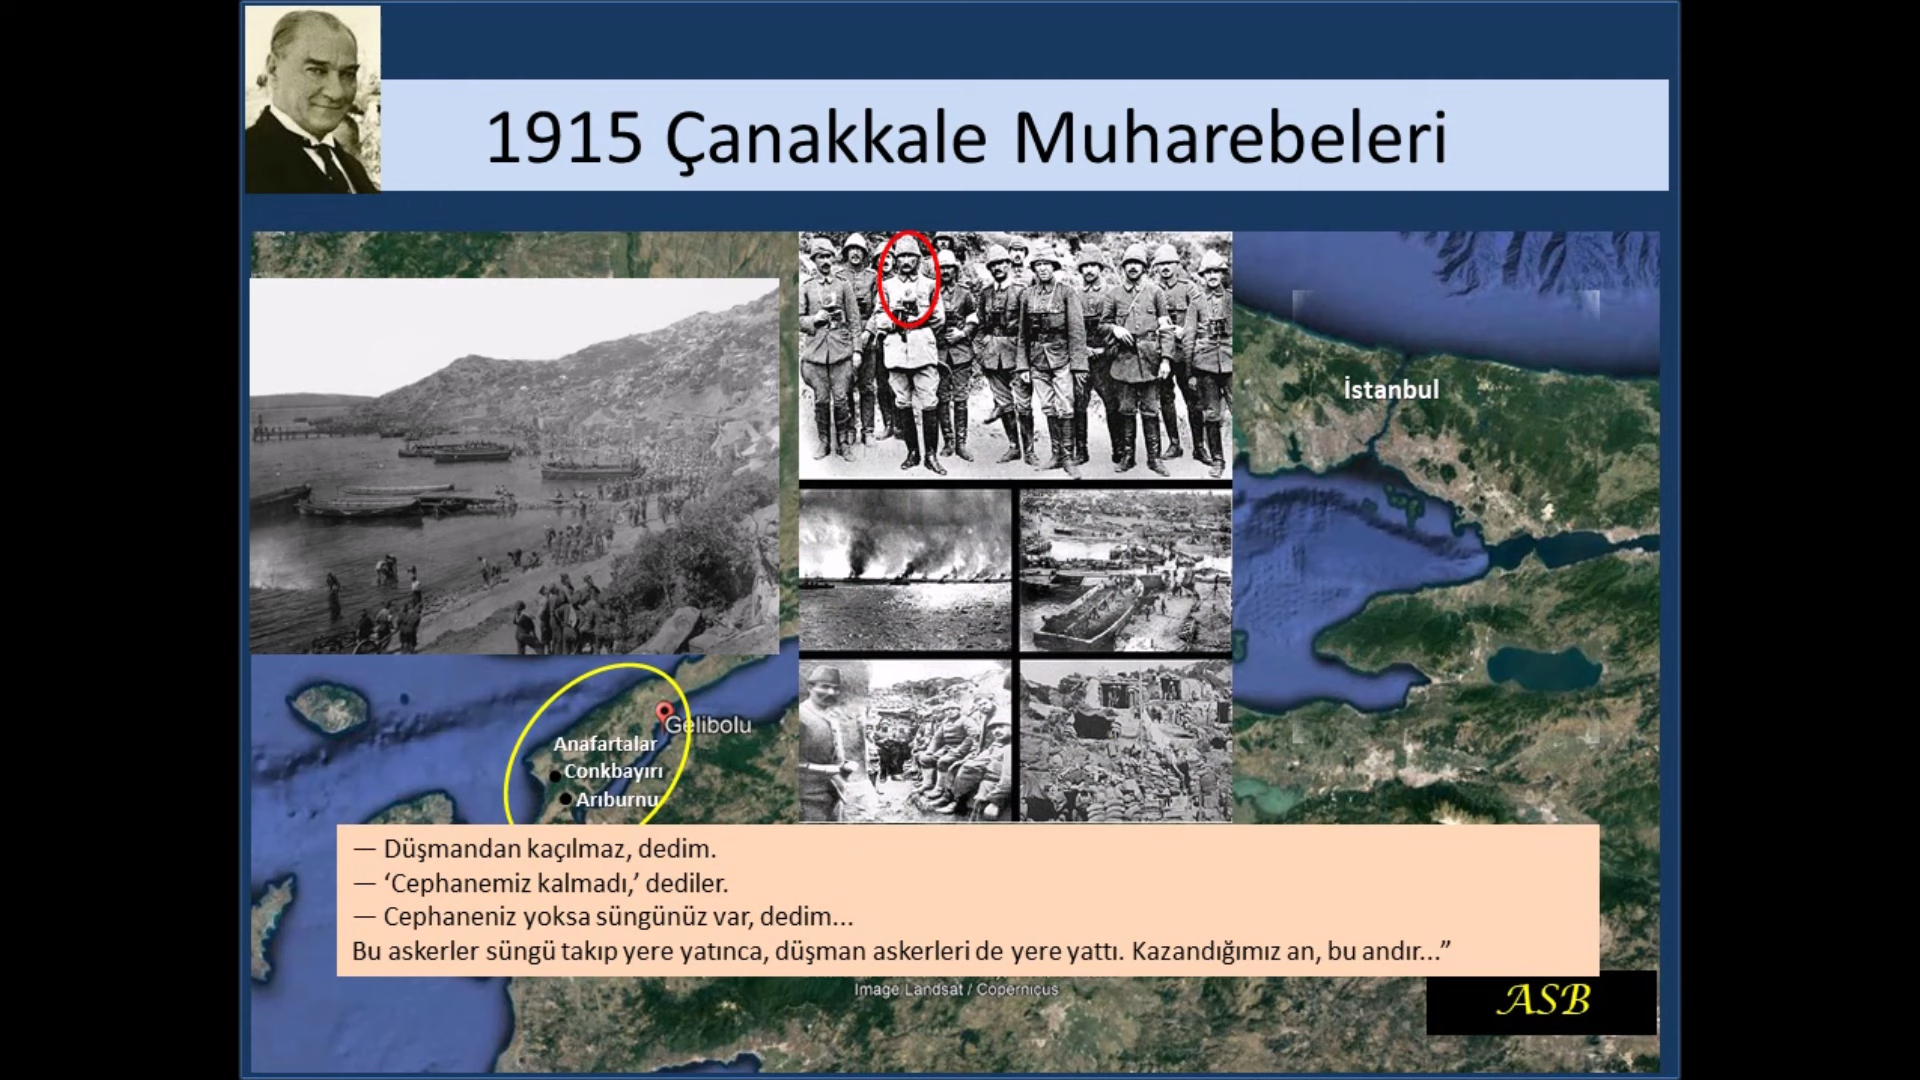 1915 Çanakkale Muharebeleri
İstanbul
Gelibolu
Anafartalar
Conkbayırı
Arıburnu
— Düşmandan kaçılmaz, dedim.
— ‘Cephanemiz kalmadı,’ dediler.
— Cephaneniz yoksa süngünüz var, dedim...
Bu askerler süngü takıp yere yatınca, düşman askerleri de yere yattı. Kazandığımız an, bu andır...”
Image Landsat / Copernicus
ASB